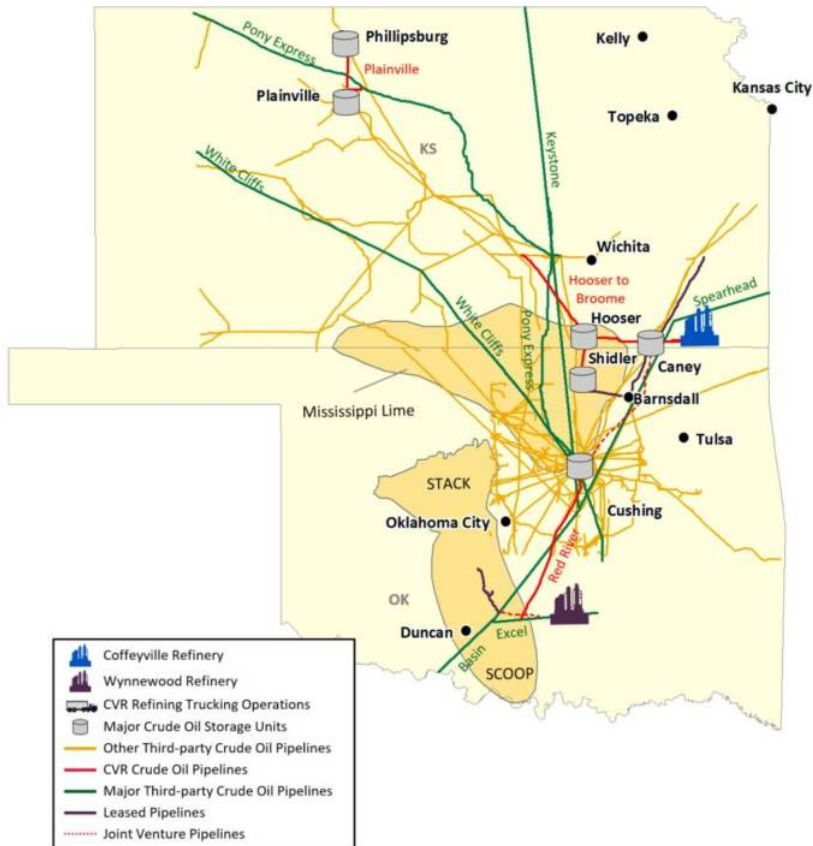 Phillipsburg
Kelly
Pony Express
Plainville
Kansas City
Plainville
Topeka
KS
Keystone
White Cliffs
Wichita
Hooser to
Broome
Spearhead
White Cliffs
Pony Express
Hooser
Shidler
Caney
Barnsdall
Mississippi Lime
Tulsa
STACK
Cushing
Oklahoma City
Red River
OK
Duncan
Excel
Basin
SCOOP
Coffeyville Refinery
Wynnewood Refinery
CVR Refining Trucking Operations
Major Crude Oil Storage Units
Other Third-party Crude Oil Pipelines
CVR Crude Oil Pipelines
Major Third-party Crude Oil Pipelines
Leased Pipelines
Joint Venture Pipelines